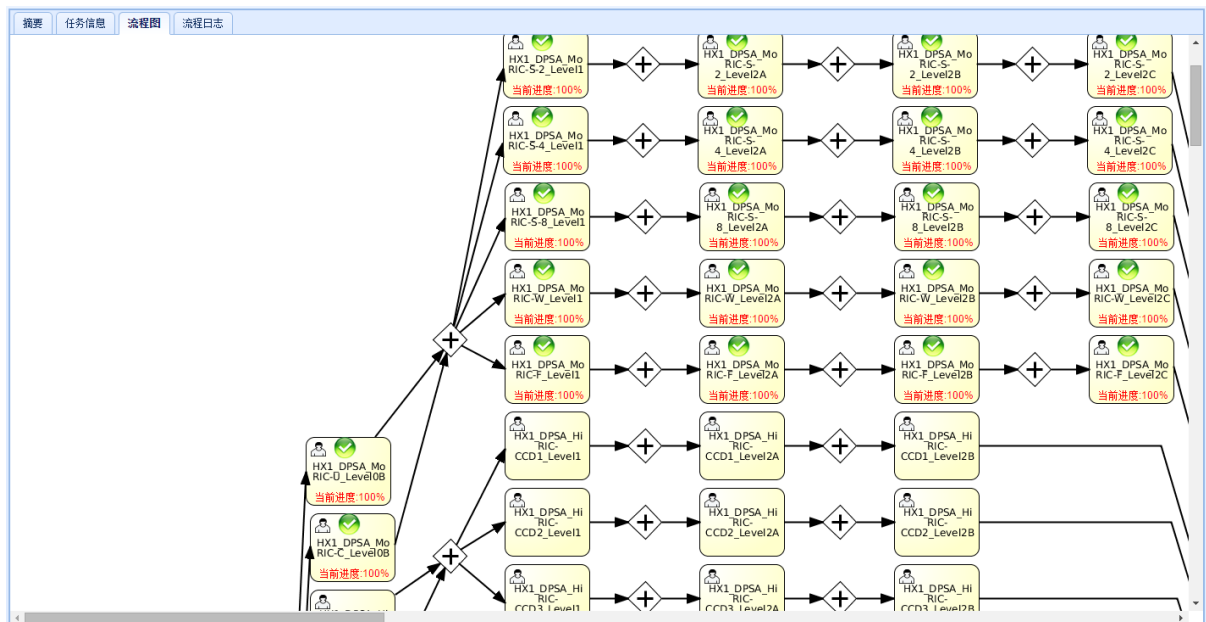 摘要 任务信息 流程图 流程日志
HX1_DPSA_Mo
RIC-S-2_Level1
当前进度:100%
HX1_DPSA_Mo
RIC-S-
2_Level2A
当前进度:100%
HX1_DPSA_Mo
RIC-S-
2_Level2B
当前进度:100%
HX1_DPSA_Mo
RIC-S-
2_Level2C
当前进度:100%
HX1_DPSA_Mo
RIC-S-4_Level1
当前进度:100%
HX1_DPSA_Mo
RIC-S-
4_Level2A
当前进度:100%
HX1_DPSA_Mo
RIC-S-
4_Level2B
当前进度:100%
HX1_DPSA_Mo
RIC-S-
4_Level2C
当前进度:100%
HX1_DPSA_Mo
RIC-S-8_Level1
当前进度:100%
HX1_DPSA_Mo
RIC-S-
8_Level2A
当前进度:100%
HX1_DPSA_Mo
RIC-S-
8_Level2B
当前进度:100%
HX1_DPSA_Mo
RIC-S-
8_Level2C
当前进度:100%
HX1_DPSA_Mo
RIC-W_Level1
当前进度:100%
HX1_DPSA_Mo
RIC-W_Level2A
当前进度:100%
HX1_DPSA_Mo
RIC-W_Level2B
当前进度:100%
HX1_DPSA_Mo
RIC-W_Level2C
当前进度:100%
HX1_DPSA_Mo
RIC-F_Level1
当前进度:100%
HX1_DPSA_Mo
RIC-F_Level2A
当前进度:100%
HX1_DPSA_Mo
RIC-F_Level2B
当前进度:100%
HX1_DPSA_Mo
RIC-F_Level2C
当前进度:100%
HX1_DPSA_Hi
RIC-
CCD1_Level1
HX1_DPSA_Hi
RIC-
CCD1_Level2A
HX1_DPSA_Hi
RIC-
CCD1_Level2B
HX1_DPSA_Mo
RIC-U_Level0B
当前进度:100%
HX1_DPSA_Hi
RIC-
CCD2_Level1
HX1_DPSA_Hi
RIC-
CCD2_Level2A
HX1_DPSA_Hi
RIC-
CCD2_Level2B
HX1_DPSA_Mo
RIC-C_Level0B
当前进度:100%
HX1_DPSA_Hi
RIC-
CCD3_Level1
HX1_DPSA_Hi
RIC-
CCD3_Level2A
HX1_DPSA_Hi
RIC-
CCD3_Level2B